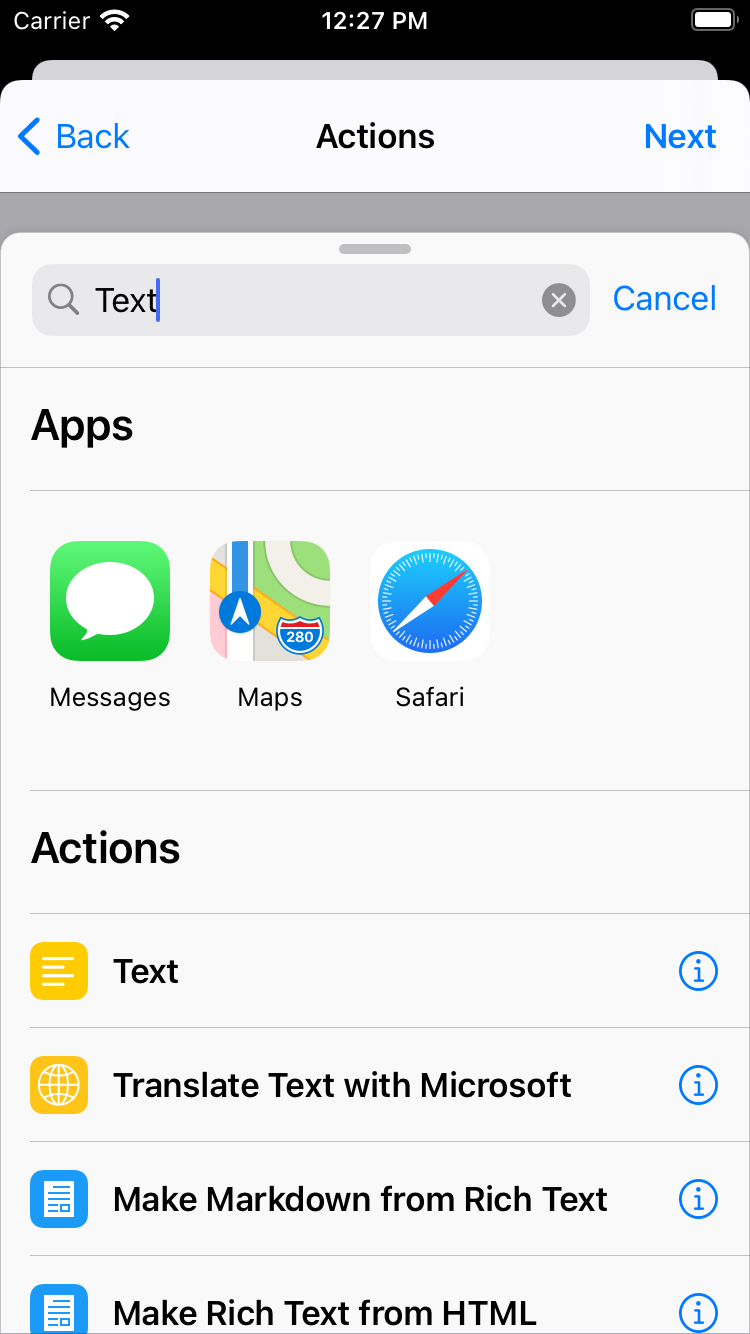 Carrier 12:27 PM
Back Actions Next
Text Cancel
Apps
280
Messages Maps Safari
Actions
Text
Translate Text with Microsoft
Make Markdown from Rich Text
Make Rich Text from HTML